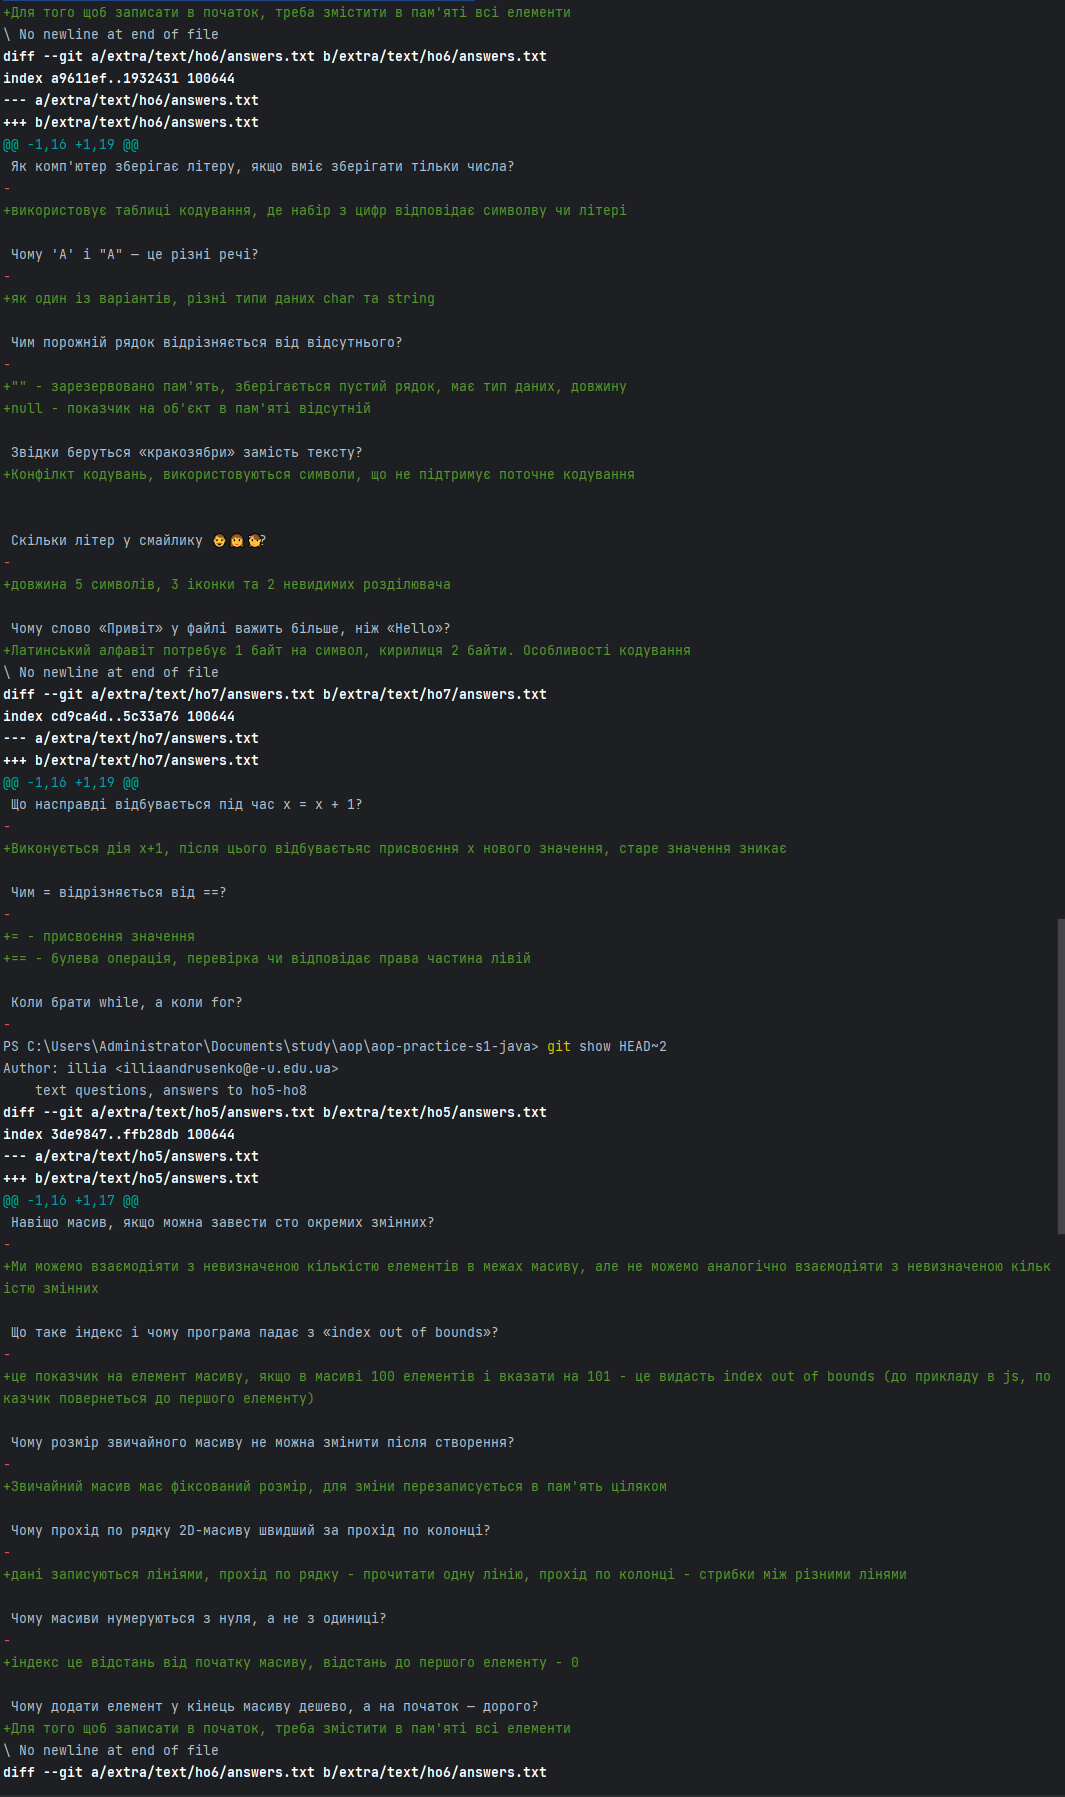 +Для того щоб записати в початок, треба змістити в пам'яті всі елементи
\ No newline at end of file
diff --git a/extra/text/ho6/answers.txt b/extra/text/ho6/answers.txt
index a9611ef..1932431 100644
--- a/extra/text/ho6/answers.txt
+++ b/extra/text/ho6/answers.txt
@@ -1,16 +1,19 @@
 Як комп'ютер зберігає літеру, якщо вміє зберігати тільки числа?
-
+використовує таблиці кодування, де набір з цифр відповідає символву чи літері

 Чому 'A' і "A" — це різні речі?
-
+як один із варіантів, різні типи даних char та string

 Чим порожній рядок відрізняється від відсутнього?
-
+"" - зарезервовано пам'ять, зберігається пустий рядок, має тип даних, довжину
+null - показчик на об'єкт в пам'яті відсутній

 Звідки беруться «кракозябри» замість тексту?
+Конфілкт кодувань, використовуються символи, що не підтримує поточне кодування

 Скільки літер у смайлику 👨👩👧?
-
+довжина 5 символів, 3 іконки та 2 невидимих розділювача

 Чому слово «Привіт» у файлі важить більше, ніж «Hello»?
+Латинський алфавіт потребує 1 байт на символ, кирилиця 2 байти. Особливості кодування
\ No newline at end of file
diff --git a/extra/text/ho7/answers.txt b/extra/text/ho7/answers.txt
index cd9ca4d..5c33a76 100644
--- a/extra/text/ho7/answers.txt
+++ b/extra/text/ho7/answers.txt
@@ -1,16 +1,19 @@
 Що насправді відбувається під час x = x + 1?
-
+Виконується дія x+1, після цього відбуваєтьяс присвоєння x нового значення, старе значення зникає

 Чим = відрізняється від ==?
-
+= - присвоєння значення
+== - булева операція, перевірка чи відповідає права частина лівій

 Коли брати while, а коли for?
-
PS C:\Users\Administrator\Documents\study\aop\aop-practice-s1-java> git show HEAD~2
Author: illia <illiaandrusenko@e-u.edu.ua>
    text questions, answers to ho5-ho8
diff --git a/extra/text/ho5/answers.txt b/extra/text/ho5/answers.txt
index 3de9847..ffb28db 100644
--- a/extra/text/ho5/answers.txt
+++ b/extra/text/ho5/answers.txt
@@ -1,16 +1,17 @@
 Навіщо масив, якщо можна завести сто окремих змінних?
-
+Ми можемо взаємодіяти з невизначеною кількістю елементів в межах масиву, але не можемо аналогічно взаємодіяти з невизначеною кільк
істю змінних

 Що таке індекс і чому програма падає з «index out of bounds»?
-
+це показчик на елемент масиву, якщо в масиві 100 елементів і вказати на 101 - це видасть index out of bounds (до прикладу в js, по
казчик повернеться до першого елементу)

 Чому розмір звичайного масиву не можна змінити після створення?
-
+Звичайний масив має фіксований розмір, для зміни перезаписується в пам'ять ціляком

 Чому прохід по рядку 2D-масиву швидший за прохід по колонці?
-
+дані записуються лініями, прохід по рядку - прочитати одну лінію, прохід по колонці - стрибки між різними лінями

 Чому масиви нумеруються з нуля, а не з одиниці?
-
+індекс це відстань від початку масиву, відстань до першого елементу - 0

 Чому додати елемент у кінець масиву дешево, а на початок — дорого?
+Для того щоб записати в початок, треба змістити в пам'яті всі елементи
\ No newline at end of file
diff --git a/extra/text/ho6/answers.txt b/extra/text/ho6/answers.txt